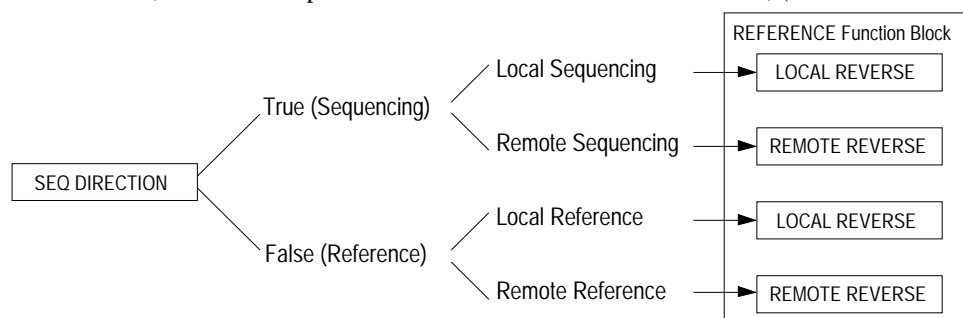 REFERENCE Function Block
Local Sequencing
LOCAL REVERSE
True (Sequencing)
Remote Sequencing
REMOTE REVERSE
SEQ DIRECTION
Local Reference
LOCAL REVERSE
False (Reference)
Remote Reference
REMOTE REVERSE